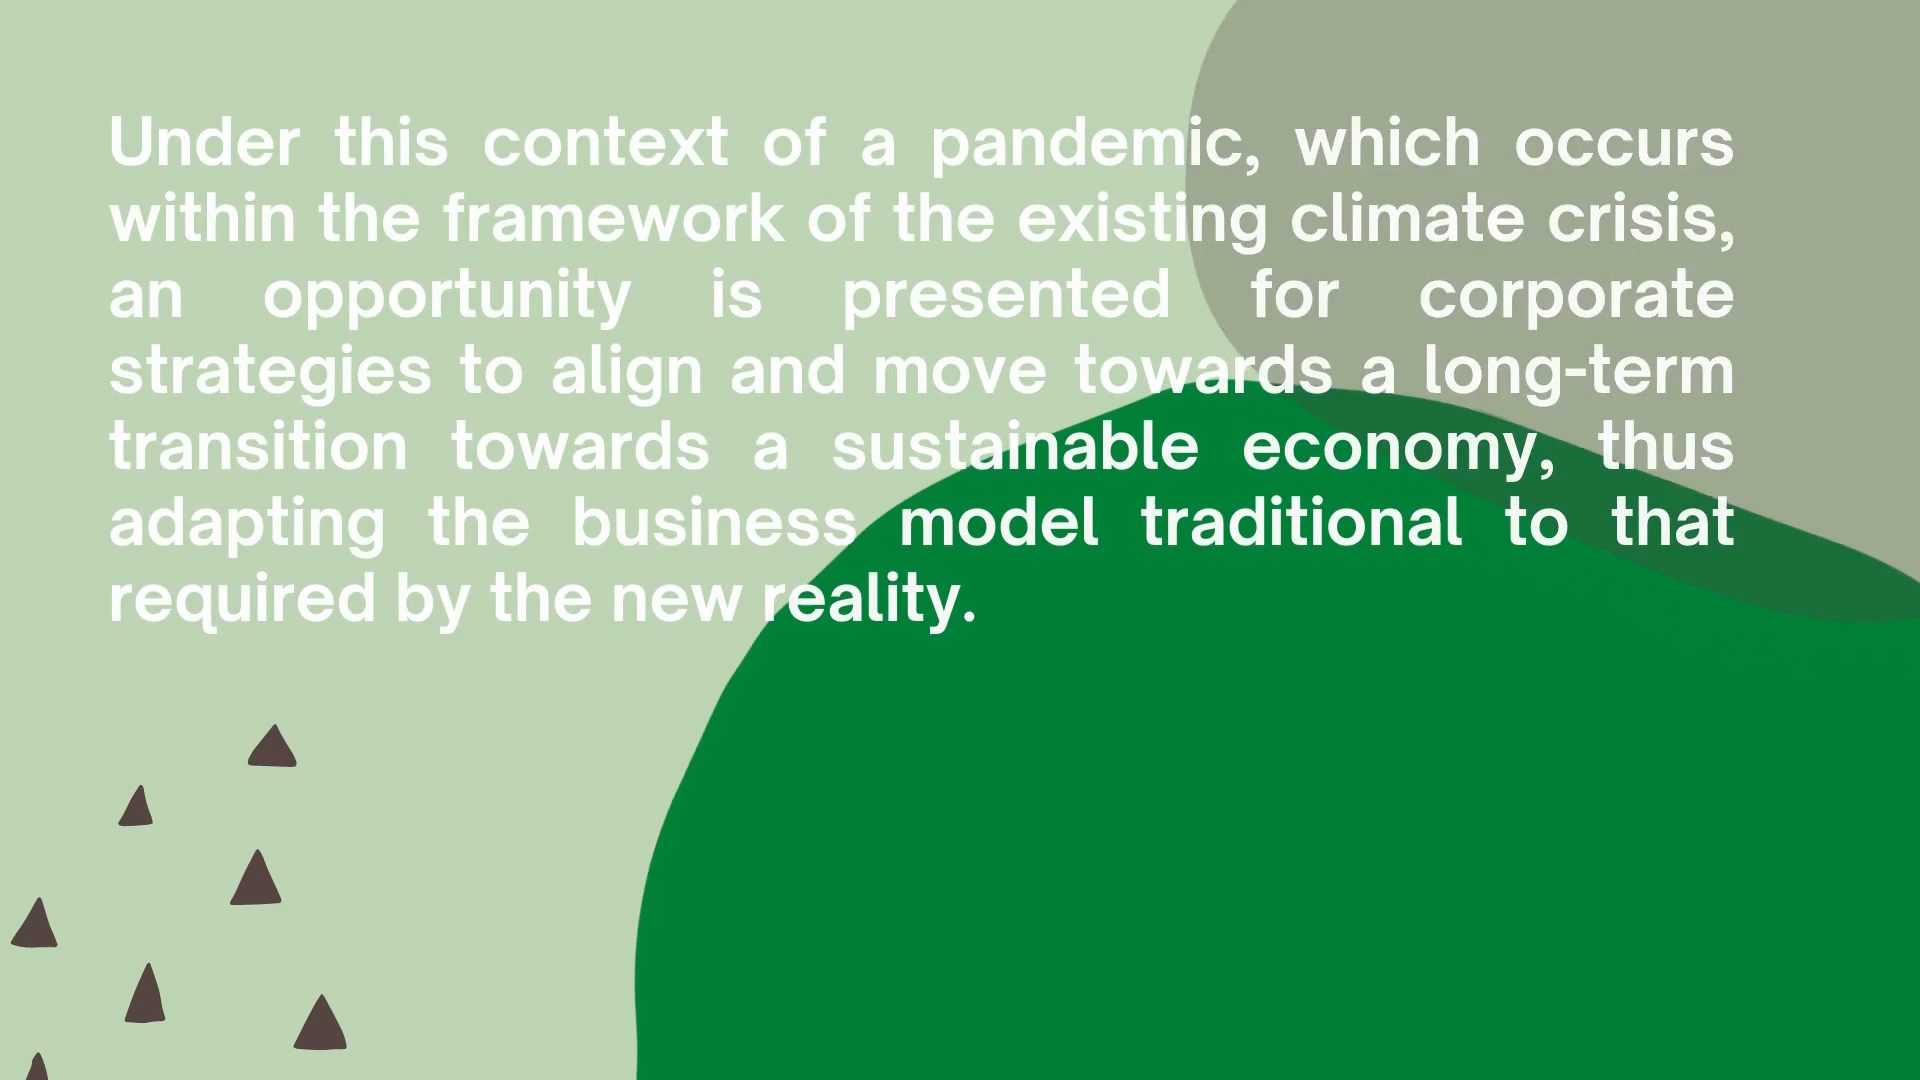 Under this context of a pandemic, which occurs
within the framework of the existing climate crisis,
an opportunity is presented for corporate
strategies to align and move towards a long-term
transition towards a sustainable economy, thus
adapting the business model traditional to that
required by the new reality.